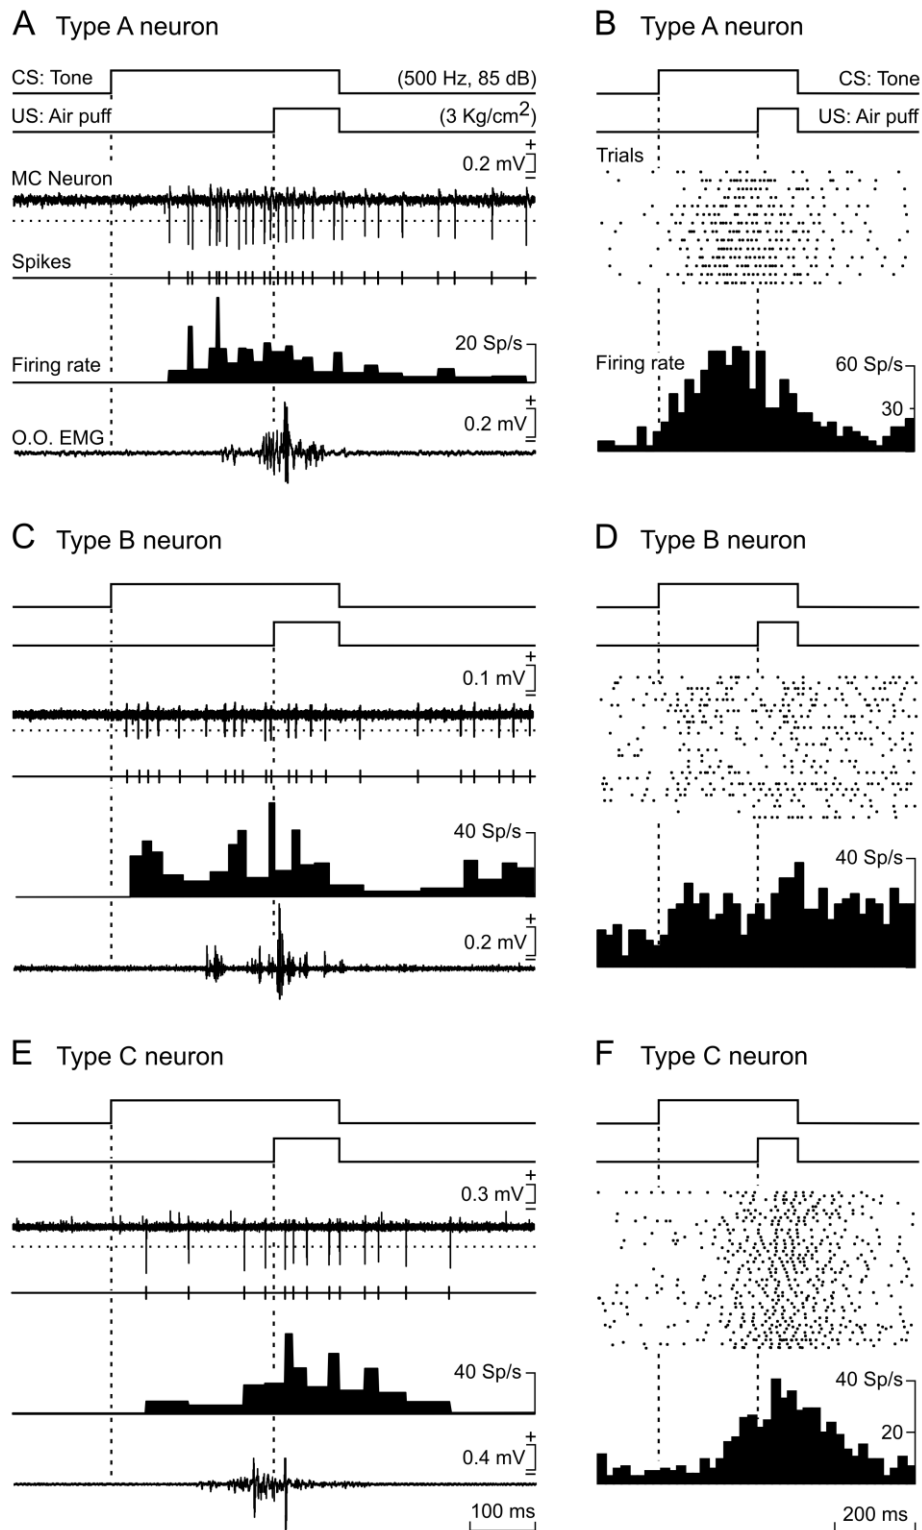 A Type A neuron
CS: Tone (500 Hz, 85 dB)
US: Air puff (3 Kg/cm²)
+
0.2 mV
–
MC Neuron
Spikes
20 Sp/s
Firing rate
+
0.2 mV
–
O.O. EMG
B Type A neuron
CS: Tone
US: Air puff
Trials
Firing rate
60 Sp/s
30
C Type B neuron
+
0.1 mV
–
40 Sp/s
+
0.2 mV
–
D Type B neuron
40 Sp/s
E Type C neuron
+
0.3 mV
–
40 Sp/s
+
0.4 mV
–
100 ms
F Type C neuron
40 Sp/s
20
200 ms